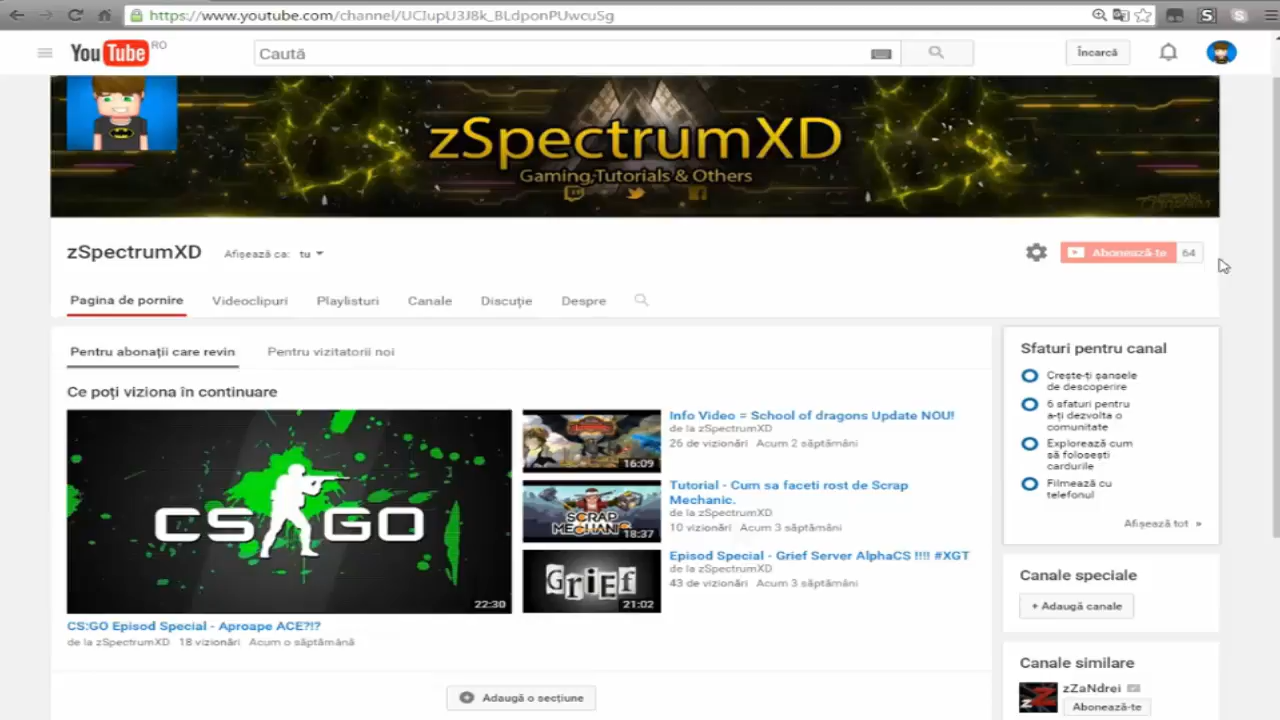 https://www.youtube.com/channel/UCIupU3J8k_BLdponPUwcuSg
YouTube RO
Caută
Încarcă
zSpectrumXD
Gaming,Tutorials & Others
zSpectrumXD
Afișează ca: tu
Abonează-te 64
Pagina de pornire
Videoclipuri
Playlisturi
Canale
Discuție
Despre
Pentru abonații care revin
Pentru vizitatorii noi
Ce poți viziona în continuare
CS GO
22:30
CS:GO Episod Special - Aproape ACE?!?
de la zSpectrumXD 18 vizionări Acum o săptămână
16:09
Info Video = School of dragons Update NOU!
de la zSpectrumXD
26 de vizionări Acum 2 săptămâni
SCRAP
MECHANIC
18:37
Tutorial - Cum sa faceti rost de Scrap
Mechanic.
de la zSpectrumXD
10 vizionări Acum 3 săptămâni
GRiEf
21:02
Episod Special - Grief Server AlphaCS !!!! #XGT
de la zSpectrumXD
43 de vizionări Acum 3 săptămâni
Adaugă o secțiune
Sfaturi pentru canal
Crește-ți șansele
de descoperire
6 sfaturi pentru
a-ți dezvolta o
comunitate
Explorează cum
să folosești
cardurile
Filmează cu
telefonul
Afișează tot »
Canale speciale
+ Adaugă canale
Canale similare
zZaNdrei
Abonează-te